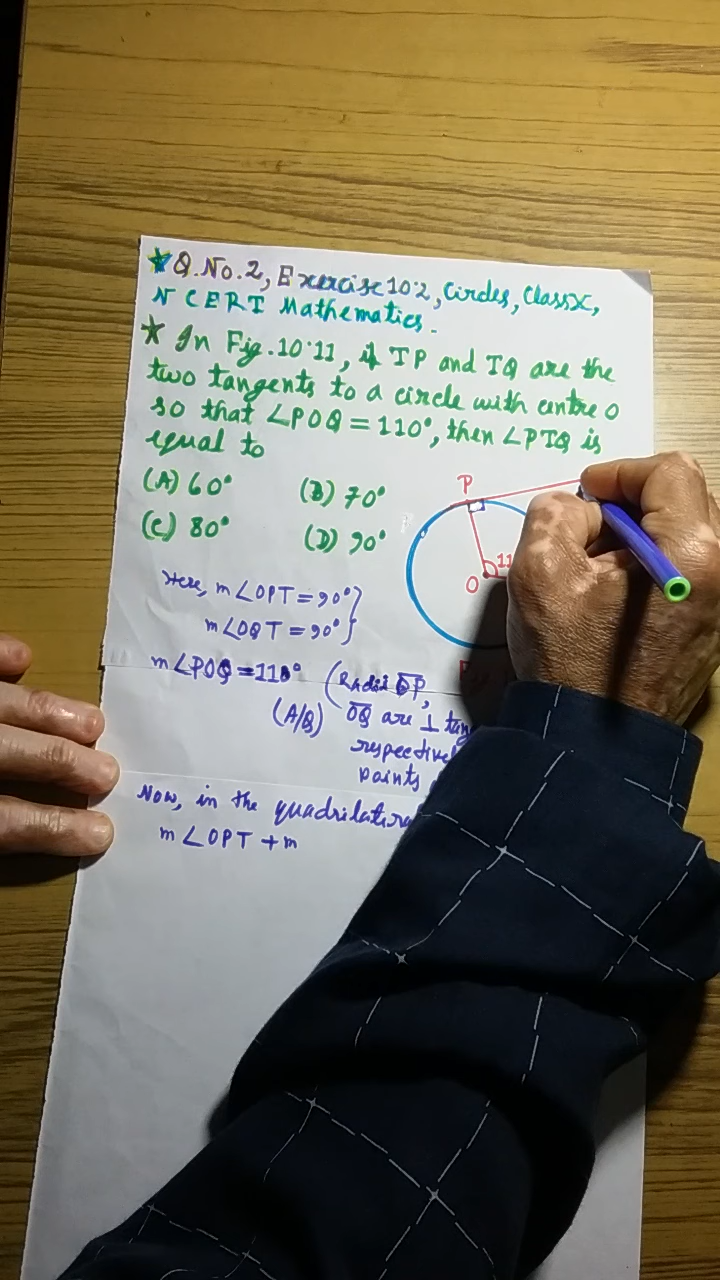 ★ Q.No.2, Exercise 10.2, Circles, Class X,
NCERT Mathematics.
★ In Fig. 10.11, if TP and TQ are the
two tangents to a circle with centre O
so that ∠POQ = 110°, then ∠PTQ is
equal to
(A) 60° (B) 70°
(C) 80° (D) 90°
P
O
11
Here, m∠OPT = 90°}
m∠OQT = 90°}
m∠POQ = 110° (Radii OP,
(A/Q) OQ are ⊥
respective
points
Now, in the
m∠OPT + m